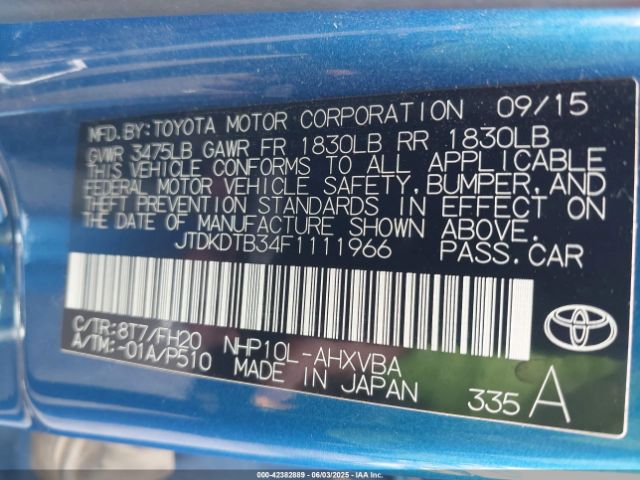 MFD.BY:TOYOTA MOTOR CORPORATION 09/15
GVWR 3475LB GAWR FR 1830LB RR 1830LB
THIS VEHICLE CONFORMS TO ALL APPLICABLE
FEDERAL MOTOR VEHICLE SAFETY,BUMPER,AND
THEFT PREVENTION STANDARDS IN EFFECT ON
THE DATE OF MANUFACTURE SHOWN ABOVE.
JTDKDTB34F1111966 PASS.CAR
C/TR:8T7/FH20 NHP10L-AHXVBA
A/TM:-01A/P510 MADE IN JAPAN 335 A
TOYOTA
000-42382889 | 06/03/2025 - IAAI.COM